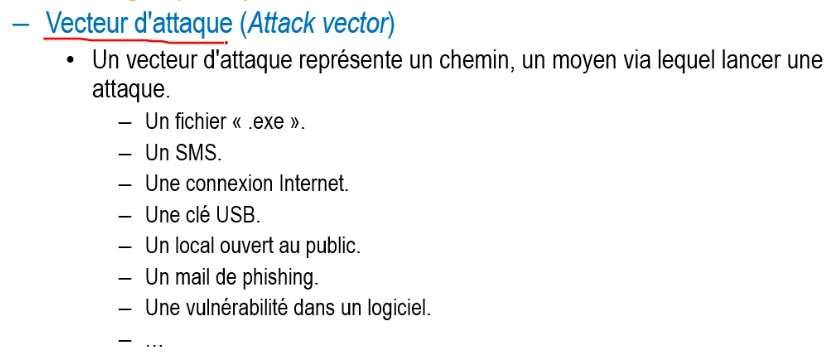 – Vecteur d'attaque (Attack vector)
• Un vecteur d'attaque représente un chemin, un moyen via lequel lancer une
attaque.
– Un fichier « .exe ».
– Un SMS.
– Une connexion Internet.
– Une clé USB.
– Un local ouvert au public.
– Un mail de phishing.
– Une vulnérabilité dans un logiciel.
– ...